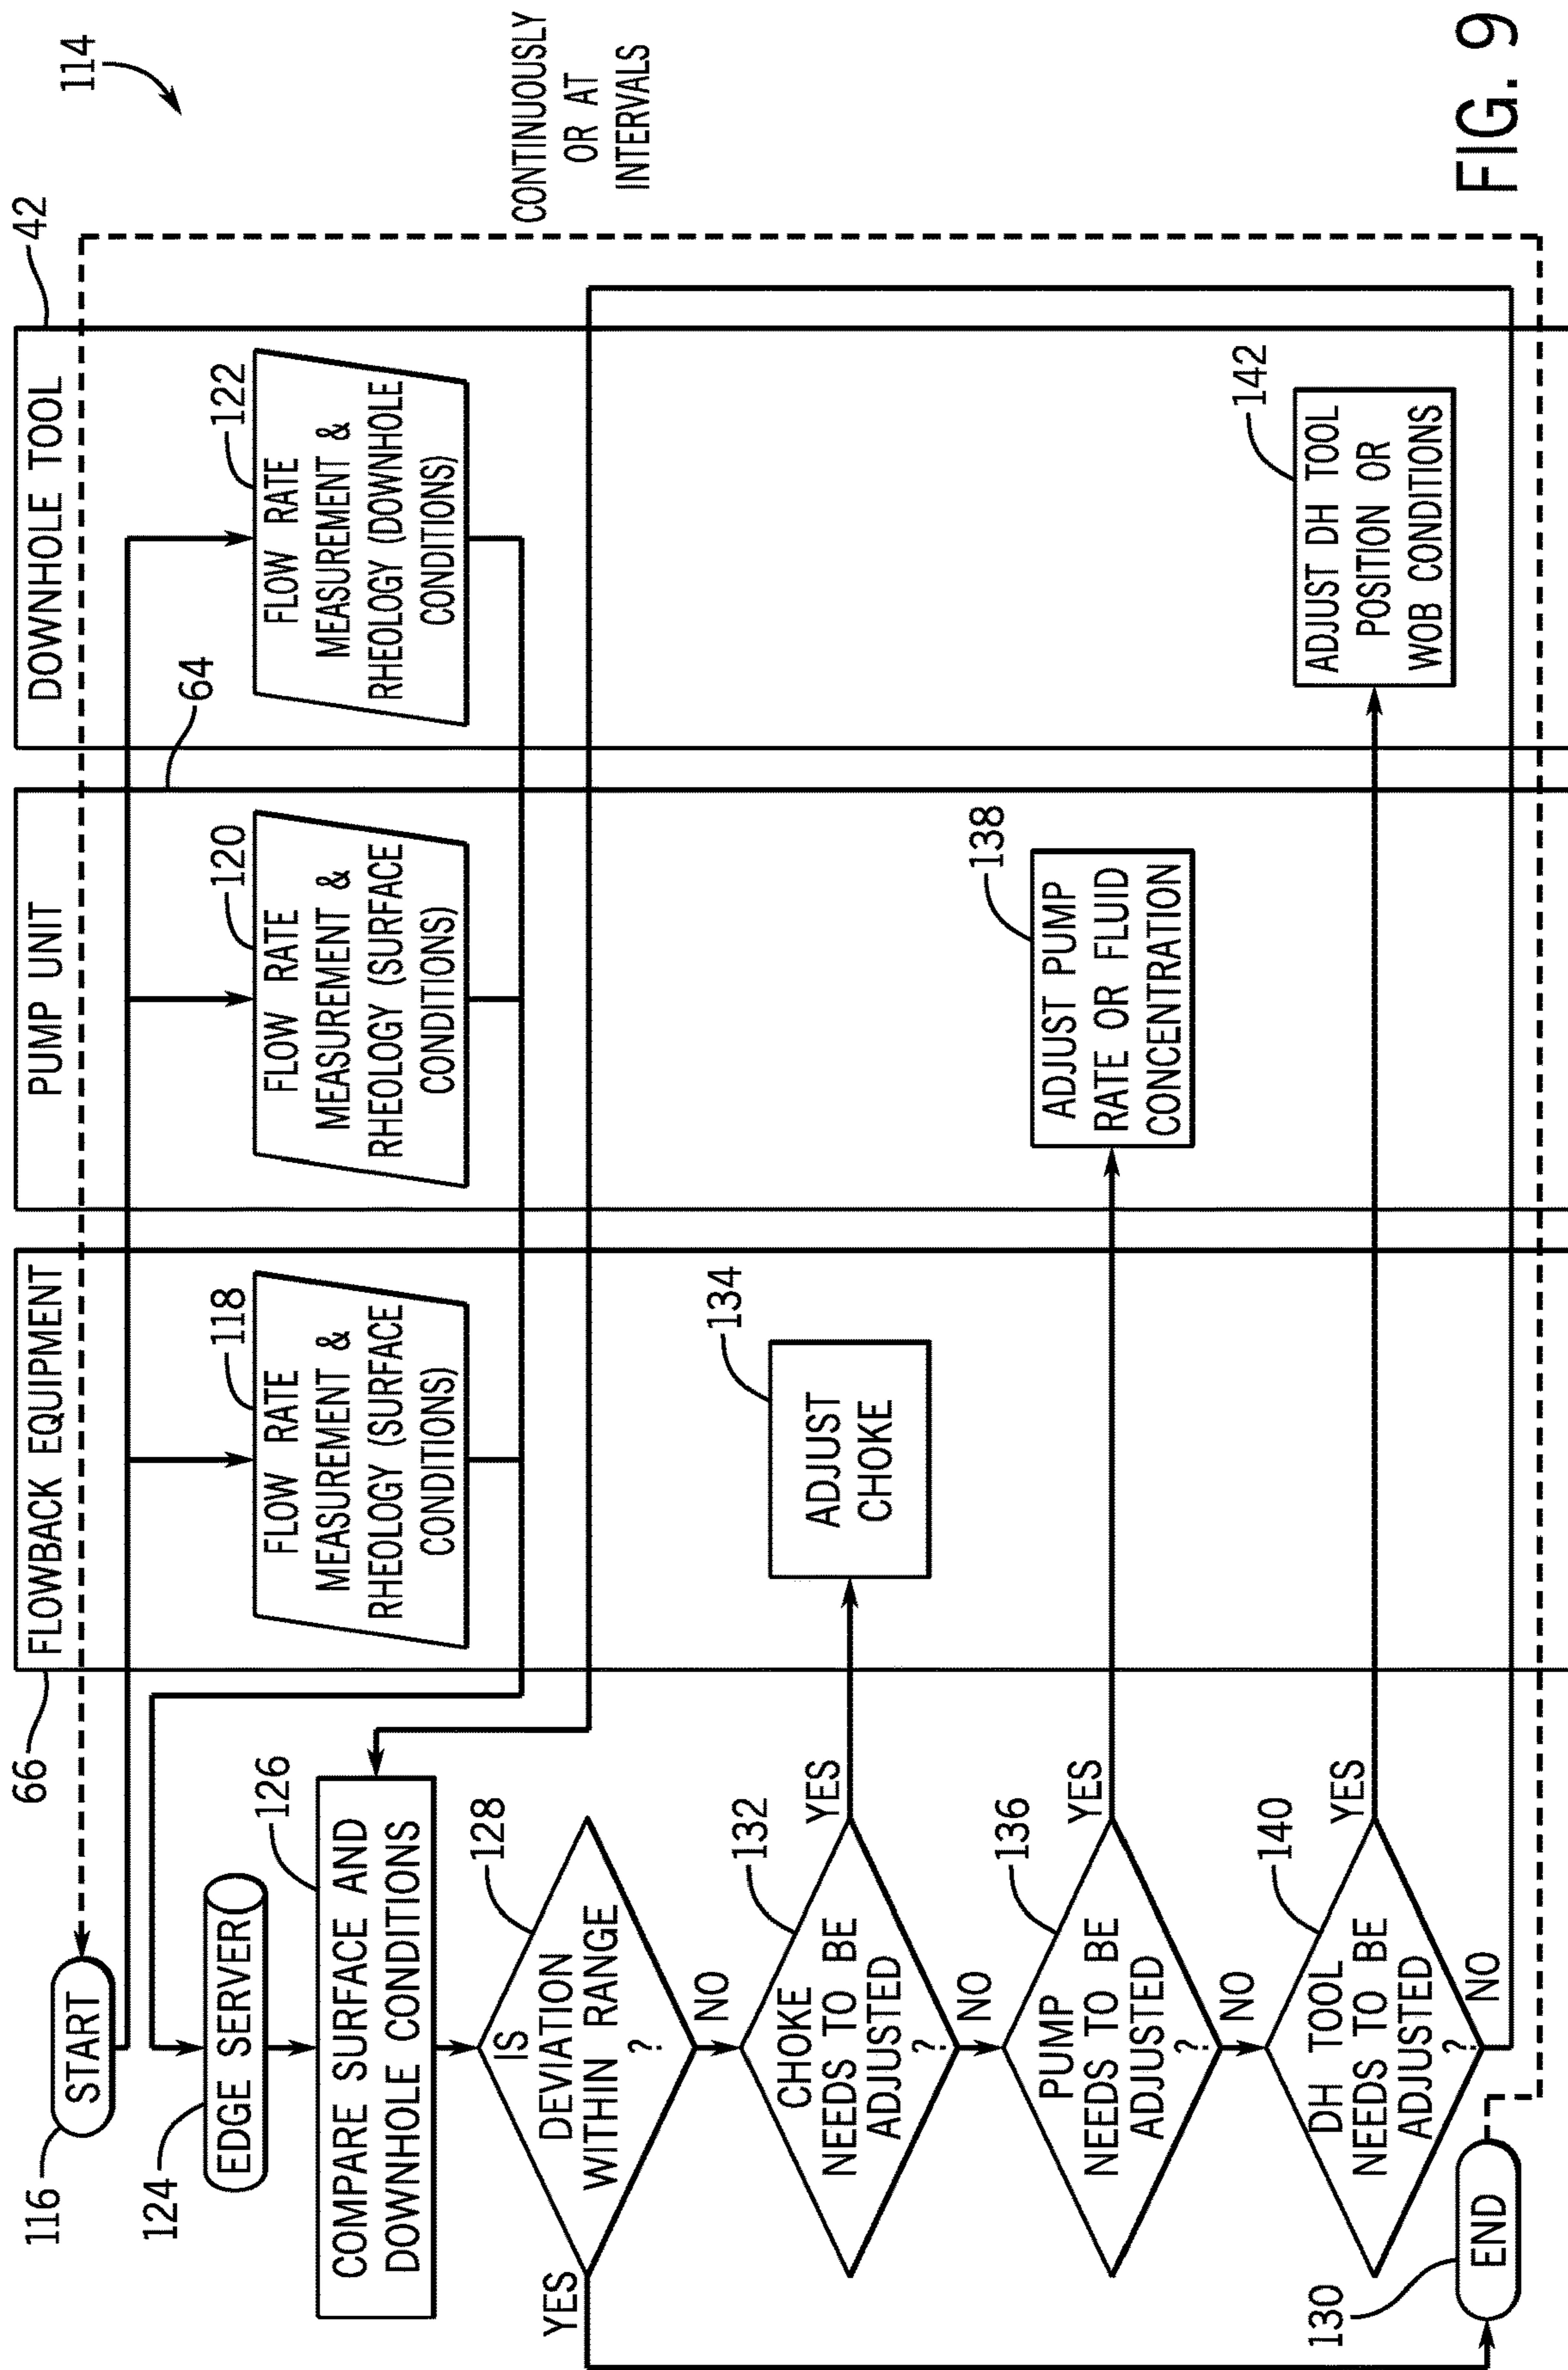 114
66
FLOWBACK EQUIPMENT
PUMP UNIT
64
DOWNHOLE TOOL
42
116
START
118
FLOW RATE
MEASUREMENT &
RHEOLOGY (SURFACE
CONDITIONS)
120
FLOW RATE
MEASUREMENT &
RHEOLOGY (SURFACE
CONDITIONS)
122
FLOW RATE
MEASUREMENT &
RHEOLOGY (DOWNHOLE
CONDITIONS)
124
EDGE SERVER
126
COMPARE SURFACE AND
DOWNHOLE CONDITIONS
CONTINUOUSLY
OR AT
INTERVALS
128
IS
DEVIATION
WITHIN RANGE
?
YES
NO
132
CHOKE
NEEDS TO BE
ADJUSTED
?
YES
NO
134
ADJUST
CHOKE
136
PUMP
NEEDS TO BE
ADJUSTED
?
YES
NO
138
ADJUST PUMP
RATE OR FLUID
CONCENTRATION
140
DH TOOL
NEEDS TO BE
ADJUSTED
?
YES
NO
142
ADJUST DH TOOL
POSITION OR
WOB CONDITIONS
130
END
FIG. 9